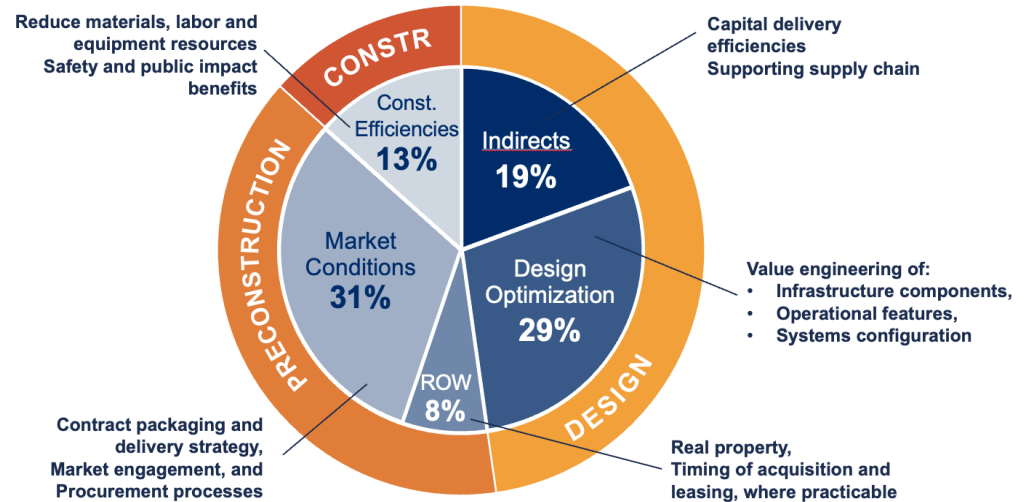 Reduce materials, labor and
equipment resources
Safety and public impact
benefits
CONSTR
Capital delivery
efficiencies
Supporting supply chain
Const.
Efficiencies
13%
Indirects
19%
PRECONSTRUCTION
Market
Conditions
31%
Design
Optimization
29%
Value engineering of:
• Infrastructure components,
• Operational features,
• Systems configuration
ROW
8%
DESIGN
Contract packaging and
delivery strategy,
Market engagement, and
Procurement processes
Real property,
Timing of acquisition and
leasing, where practicable